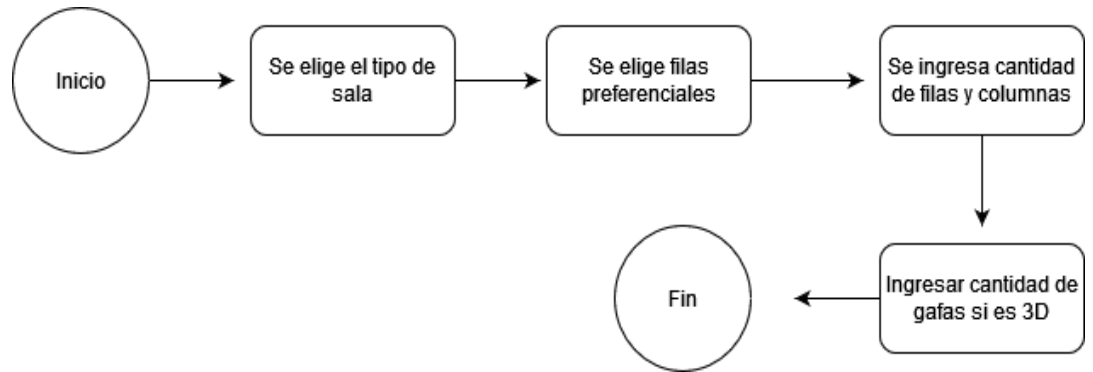 Inicio
Se elige el tipo de
sala
Se elige filas
preferenciales
Se ingresa cantidad
de filas y columnas
Ingresar cantidad de
gafas si es 3D
Fin